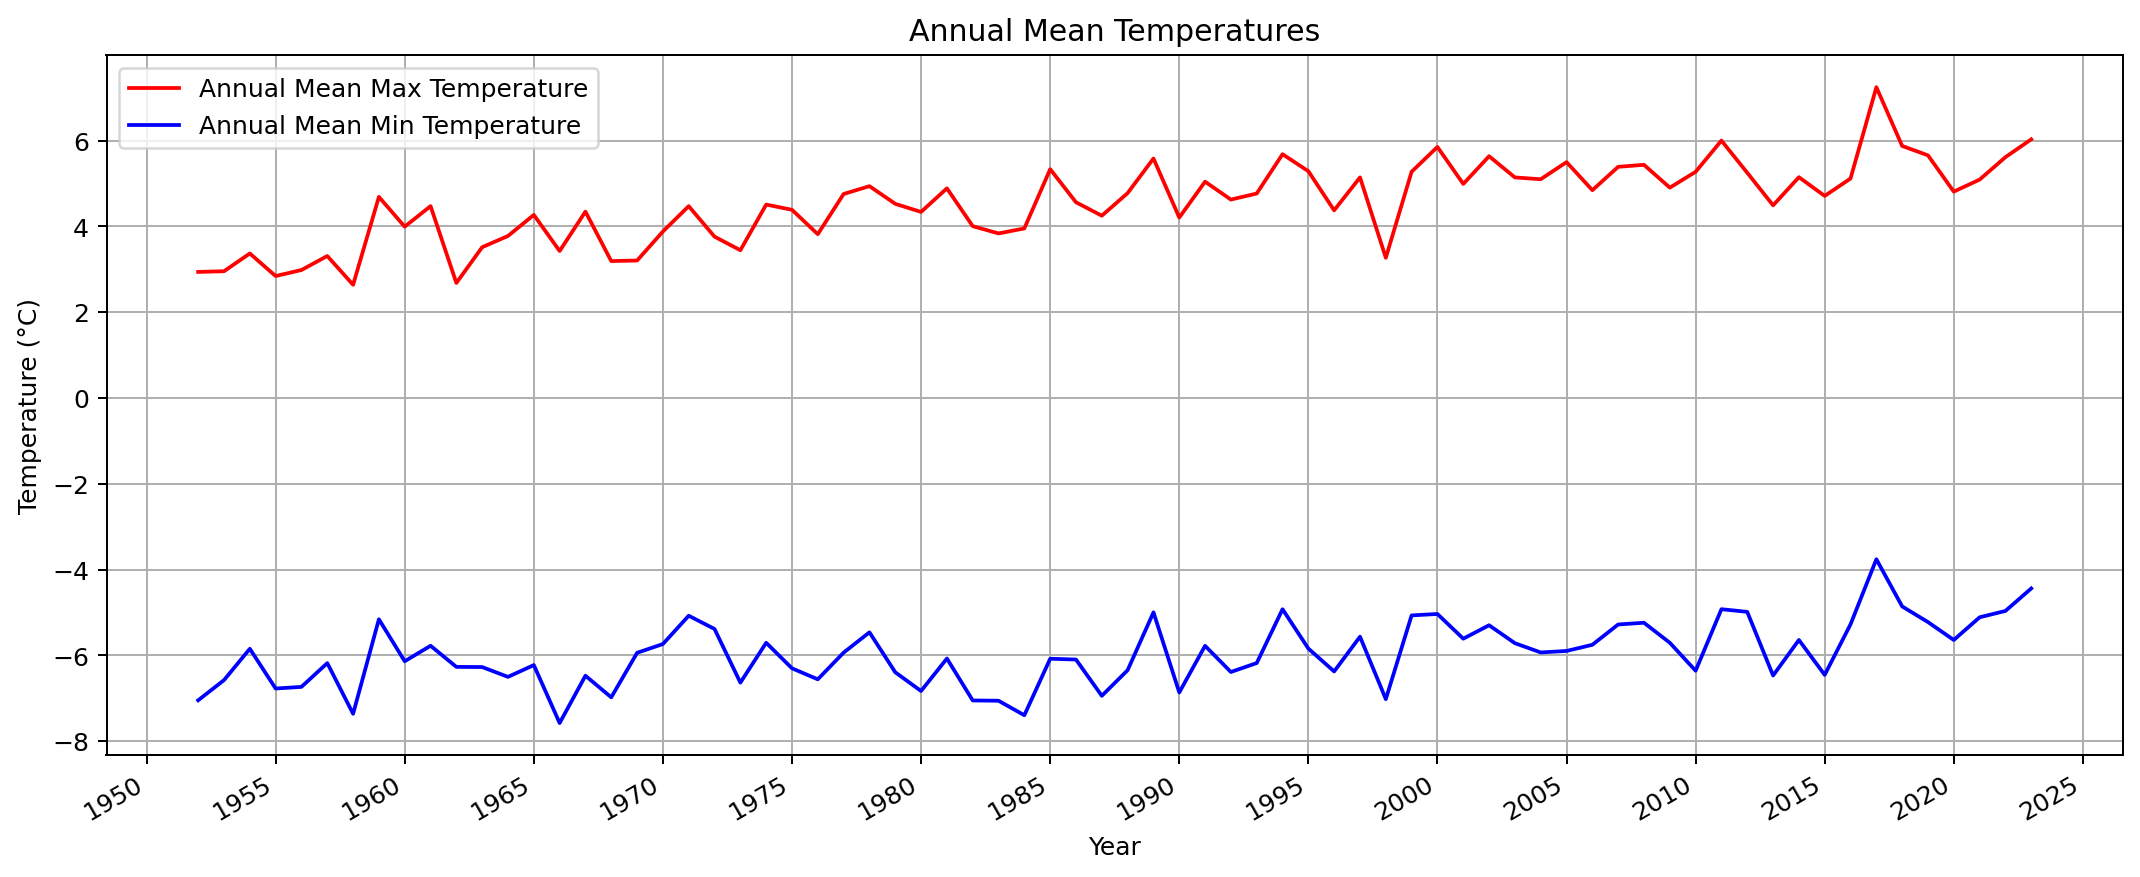 Annual Mean Temperatures
Annual Mean Max Temperature
Annual Mean Min Temperature
Temperature (°C)
6
4
2
0
−2
−4
−6
−8
1950 1955 1960 1965 1970 1975 1980 1985 1990 1995 2000 2005 2010 2015 2020 2025
Year